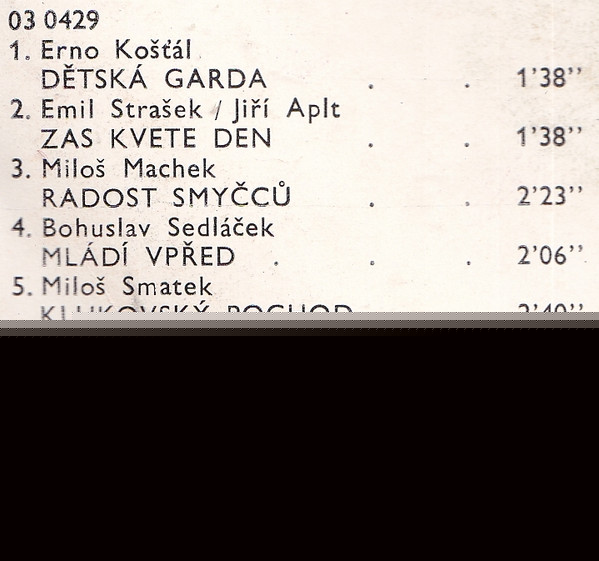 03 0429
1. Erno Košťál
DĚTSKÁ GARDA . . 1'38''
2. Emil Strašek / Jiří Aplt
ZAS KVETE DEN . . 1'38''
3. Miloš Machek
RADOST SMYČCŮ . . 2'23''
4. Bohuslav Sedláček
MLÁDÍ VPŘED . . . 2'06''
5. Miloš Smatek